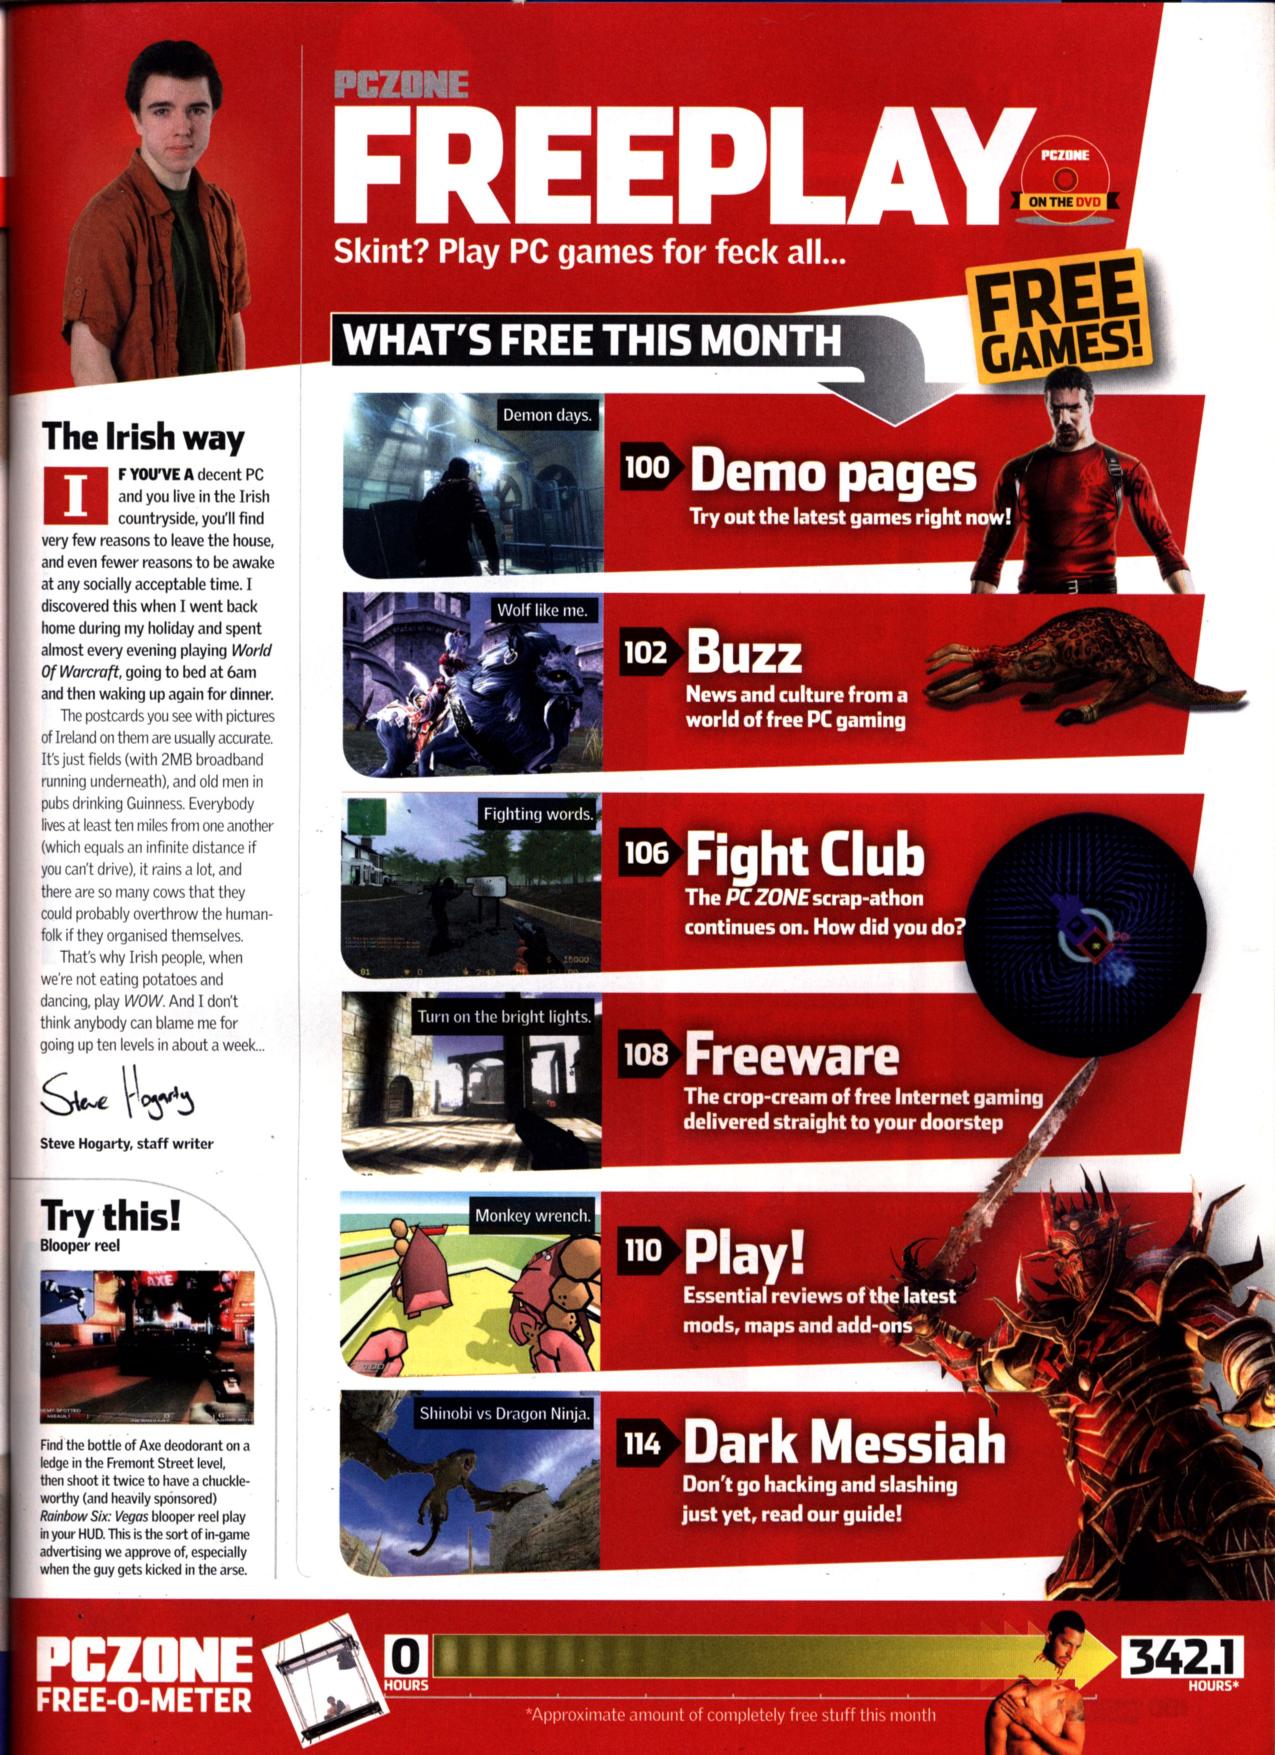 PCZONE
FREEPLAY
PCZONE
ON THE DVD
Skint? Play PC games for feck all...
FREE
GAMES!
WHAT'S FREE THIS MONTH
The Irish way
IF YOU'VE A decent PC
and you live in the Irish
countryside, you'll find
very few reasons to leave the house,
and even fewer reasons to be awake
at any socially acceptable time. I
discovered this when I went back
home during my holiday and spent
almost every evening playing World
Of Warcraft, going to bed at 6am
and then waking up again for dinner.
The postcards you see with pictures
of Ireland on them are usually accurate.
It's just fields (with 2MB broadband
running underneath), and old men in
pubs drinking Guinness. Everybody
lives at least ten miles from one another
(which equals an infinite distance if
you can't drive), it rains a lot, and
there are so many cows that they
could probably overthrow the human-
folk if they organised themselves.
That's why Irish people, when
we're not eating potatoes and
dancing, play WOW. And I don't
think anybody can blame me for
going up ten levels in about a week...
Steve Hogarty
Steve Hogarty, staff writer
Try this!
Blooper reel
AXE
Find the bottle of Axe deodorant on a
ledge in the Fremont Street level,
then shoot it twice to have a chuckle-
worthy (and heavily sponsored)
Rainbow Six: Vegas blooper reel play
in your HUD. This is the sort of in-game
advertising we approve of, especially
when the guy gets kicked in the arse.
Demon days.
100 Demo pages
Try out the latest games right now!
Wolf like me.
102 Buzz
News and culture from a
world of free PC gaming
Fighting words.
106 Fight Club
The PC ZONE scrap-athon
continues on. How did you do?
Turn on the bright lights.
108 Freeware
The crop-cream of free Internet gaming
delivered straight to your doorstep
Monkey wrench.
110 Play!
Essential reviews of the latest
mods, maps and add-ons
Shinobi vs Dragon Ninja.
114 Dark Messiah
Don't go hacking and slashing
just yet, read our guide!
PCZONE
FREE-O-METER
0
HOURS
342.1
HOURS*
*Approximate amount of completely free stuff this month